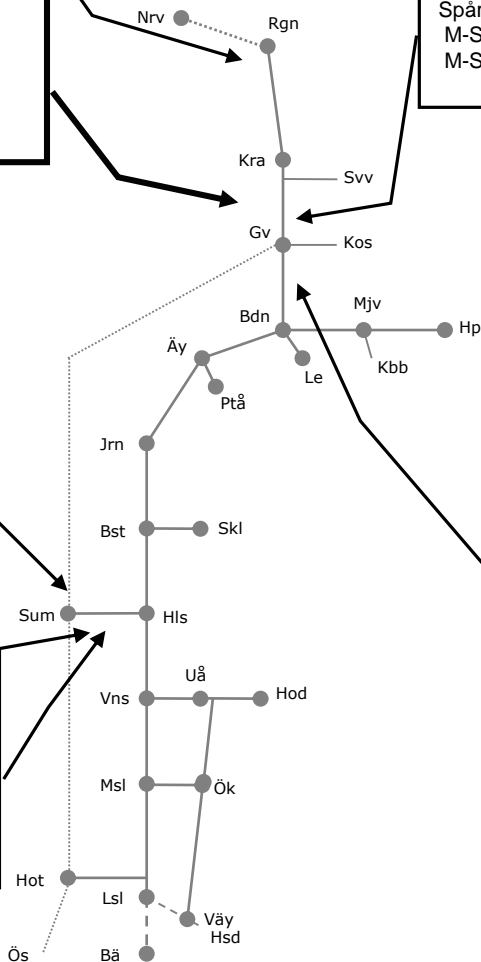 Spår
M-S
M-S
Nrv
Rgn
Kra
Svv
Gv
Kos
Bdn
Mjv
Hp
Äy
Le
Kbb
Ptå
Jrn
Bst
Skl
Sum
Hls
Uå
Vns
Hod
Msl
Ök
Hot
Lsl
Väy
Hsd
Ös
Bä